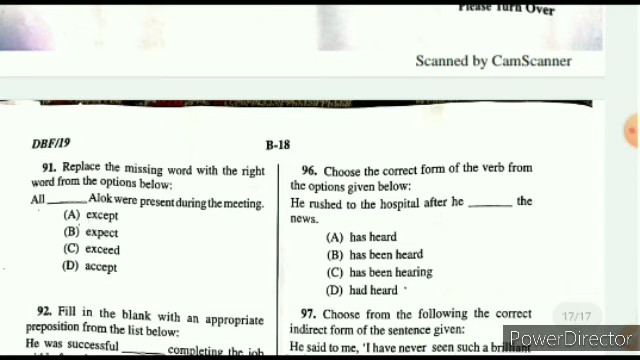 Please Turn Over
Scanned by CamScanner
DBF/19
B-18
91. Replace the missing word with the right
word from the options below:
All ______ Alok were present during the meeting.
(A) except
(B) expect
(C) exceed
(D) accept
92. Fill in the blank with an appropriate
preposition from the list below:
He was successful ______ completing the job
96. Choose the correct form of the verb from
the options given below:
He rushed to the hospital after he ______ the
news.
(A) has heard
(B) has been heard
(C) has been hearing
(D) had heard
97. Choose from the following the correct
indirect form of the sentence given:
He said to me, 'I have never seen such a brilliant
17/17
PowerDirector